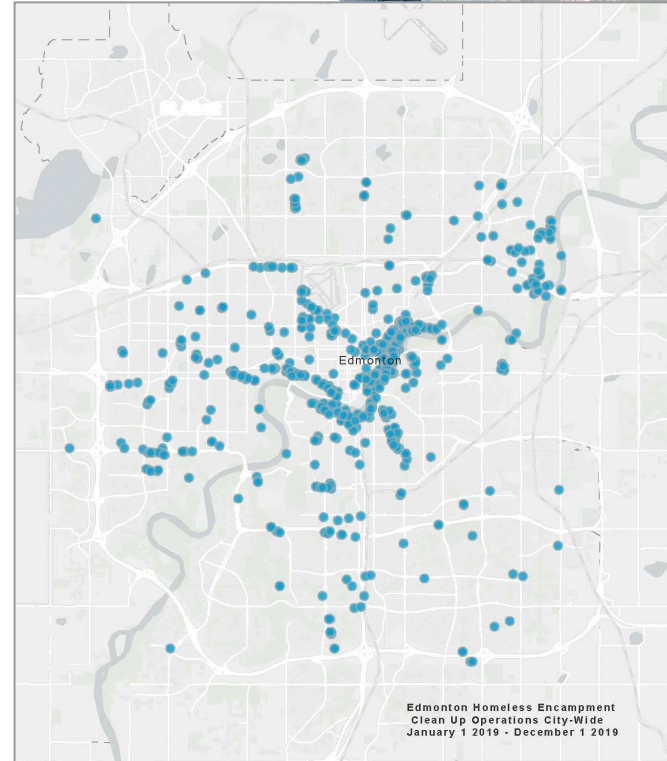 Edmonton
Edmonton Homeless Encampment
Clean Up Operations City-Wide
January 1 2019 - December 1 2019